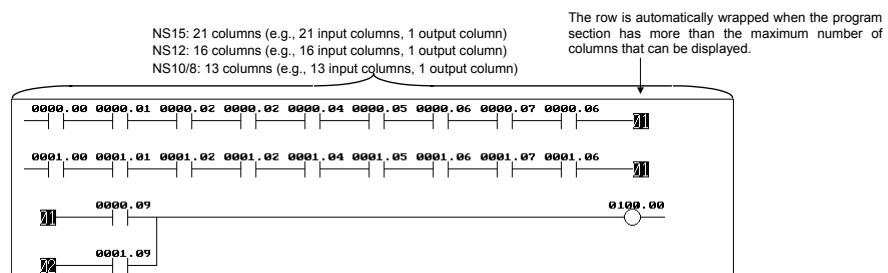 NS15: 21 columns (e.g., 21 input columns, 1 output column)
NS12: 16 columns (e.g., 16 input columns, 1 output column)
NS10/8: 13 columns (e.g., 13 input columns, 1 output column)
The row is automatically wrapped when the program
section has more than the maximum number of
columns that can be displayed.
0000.00 0000.01 0000.02 0000.02 0000.04 0000.05 0000.06 0000.07 0000.06
01
0001.00 0001.01 0001.02 0001.02 0001.04 0001.05 0001.06 0001.07 0001.06
01
0000.09 0100.00
01
0001.09
02